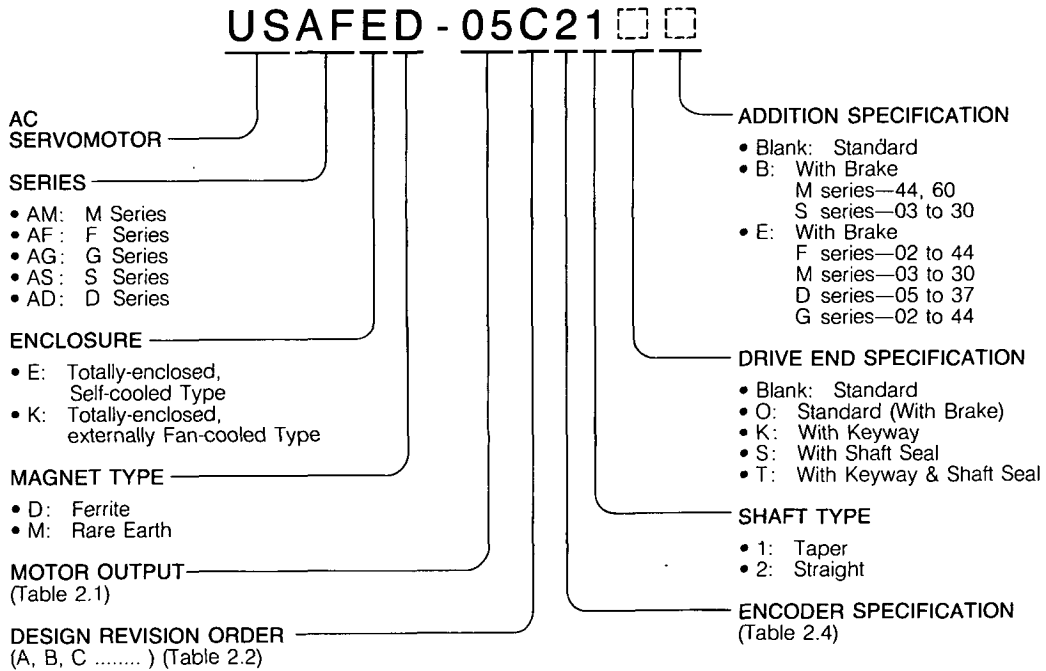 USAFED-05C21
AC
SERVOMOTOR
SERIES
• AM: M Series
• AF: F Series
• AG: G Series
• AS: S Series
• AD: D Series
ENCLOSURE
• E: Totally-enclosed,
Self-cooled Type
• K: Totally-enclosed,
externally Fan-cooled Type
MAGNET TYPE
• D: Ferrite
• M: Rare Earth
MOTOR OUTPUT
(Table 2.1)
DESIGN REVISION ORDER
(A, B, C ........ ) (Table 2.2)
ADDITION SPECIFICATION
• Blank: Standard
• B: With Brake
M series—44, 60
S series—03 to 30
• E: With Brake
F series—02 to 44
M series—03 to 30
D series—05 to 37
G series—02 to 44
DRIVE END SPECIFICATION
• Blank: Standard
• O: Standard (With Brake)
• K: With Keyway
• S: With Shaft Seal
• T: With Keyway & Shaft Seal
SHAFT TYPE
• 1: Taper
• 2: Straight
ENCODER SPECIFICATION
(Table 2.4)